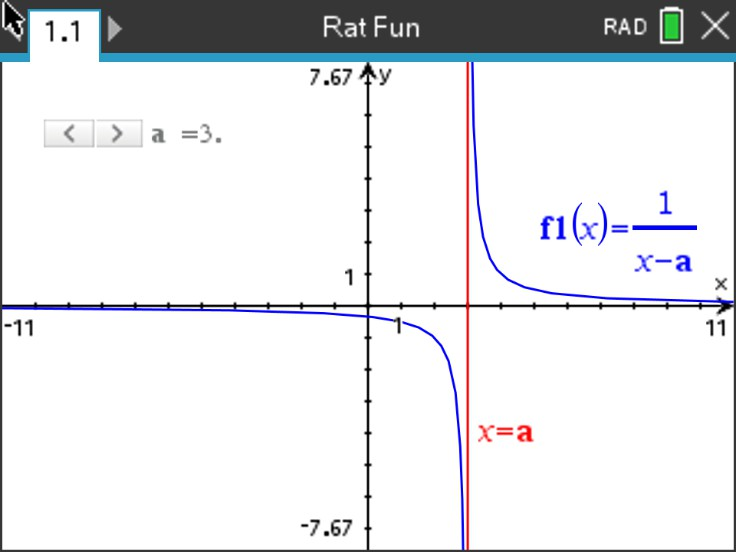 1.1 Rat Fun RAD
7.67 y
< > a =3.
f1(x)=1/(x-a)
1
x
-11 1 11
x=a
-7.67